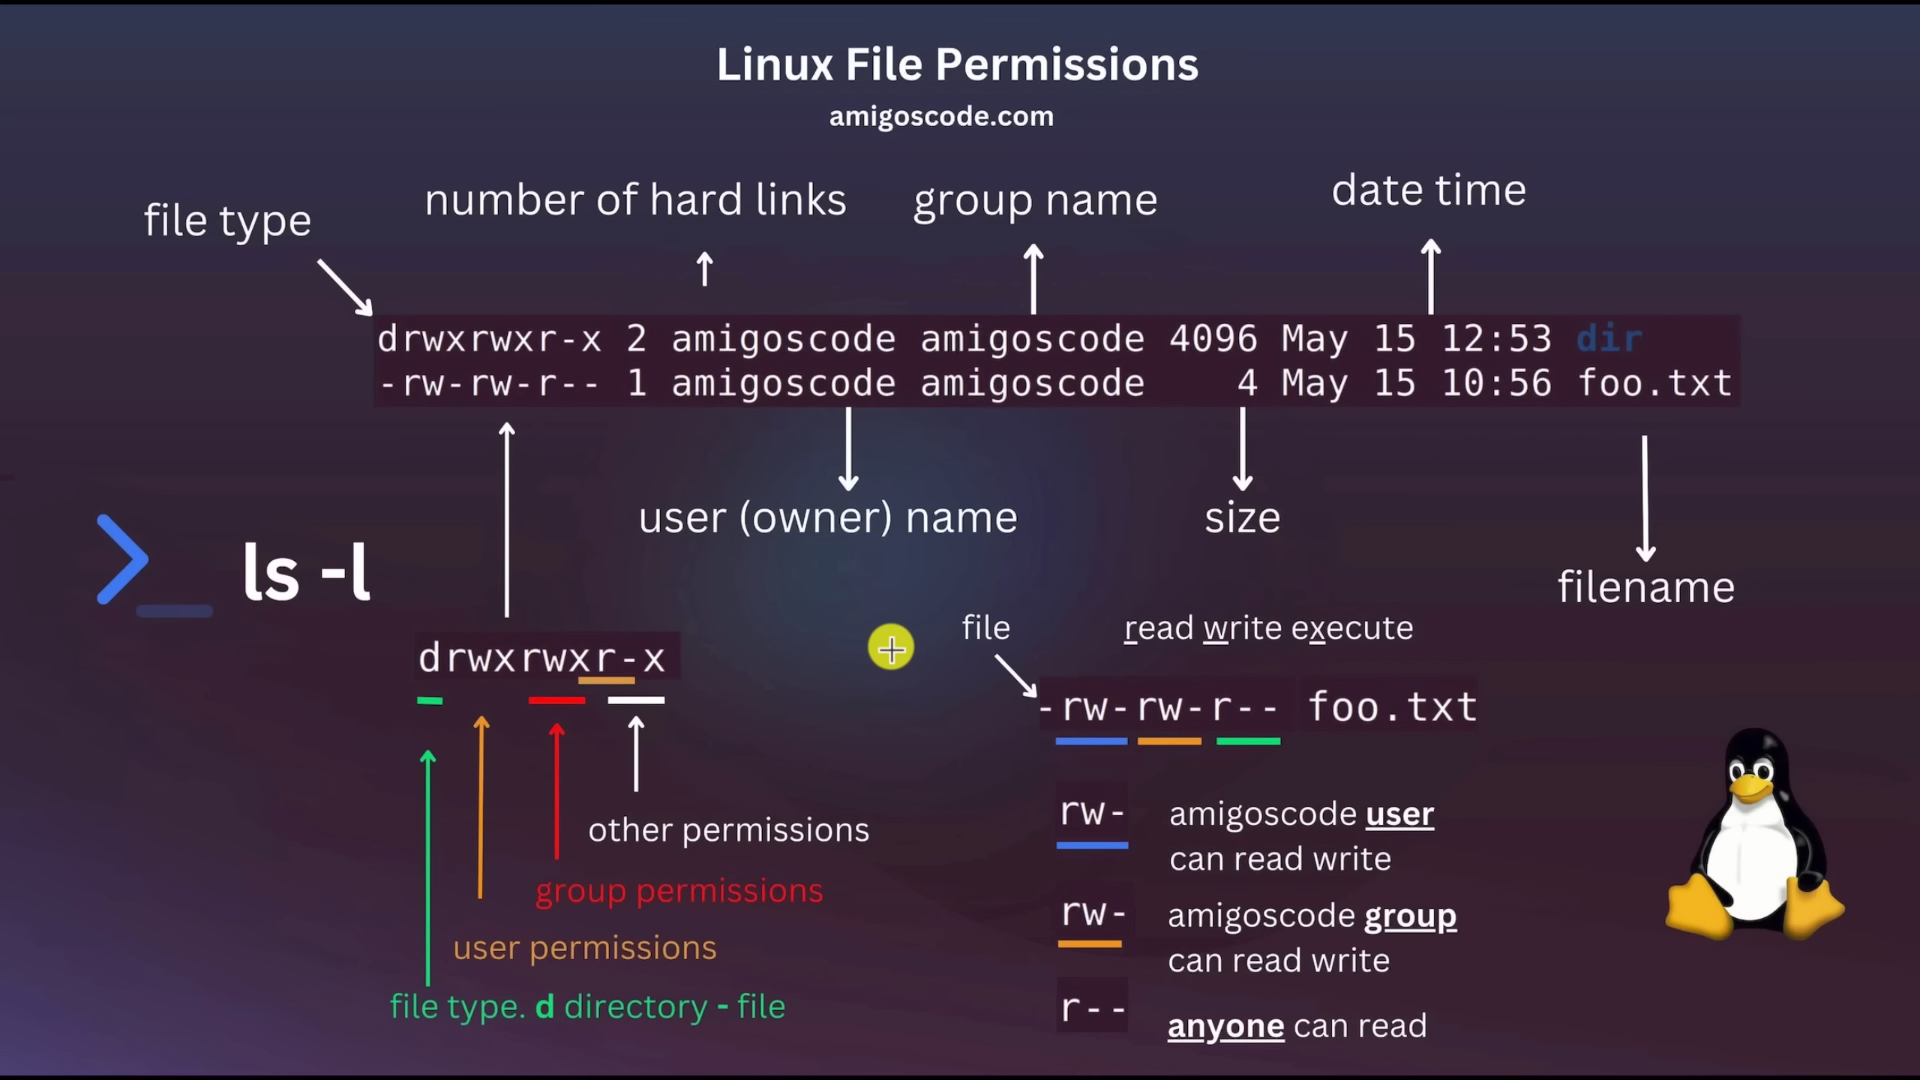 Linux File Permissions
amigoscode.com
file type
number of hard links
group name
date time
drwxrwxr-x 2 amigoscode amigoscode 4096 May 15 12:53 dir
-rw-rw-r-- 1 amigoscode amigoscode 4 May 15 10:56 foo.txt
user (owner) name
size
filename
>_ ls -l
drwxrwxr-x
other permissions
group permissions
user permissions
file type. d directory - file
file
read write execute
-rw-rw-r-- foo.txt
rw- amigoscode user
can read write
rw- amigoscode group
can read write
r-- anyone can read